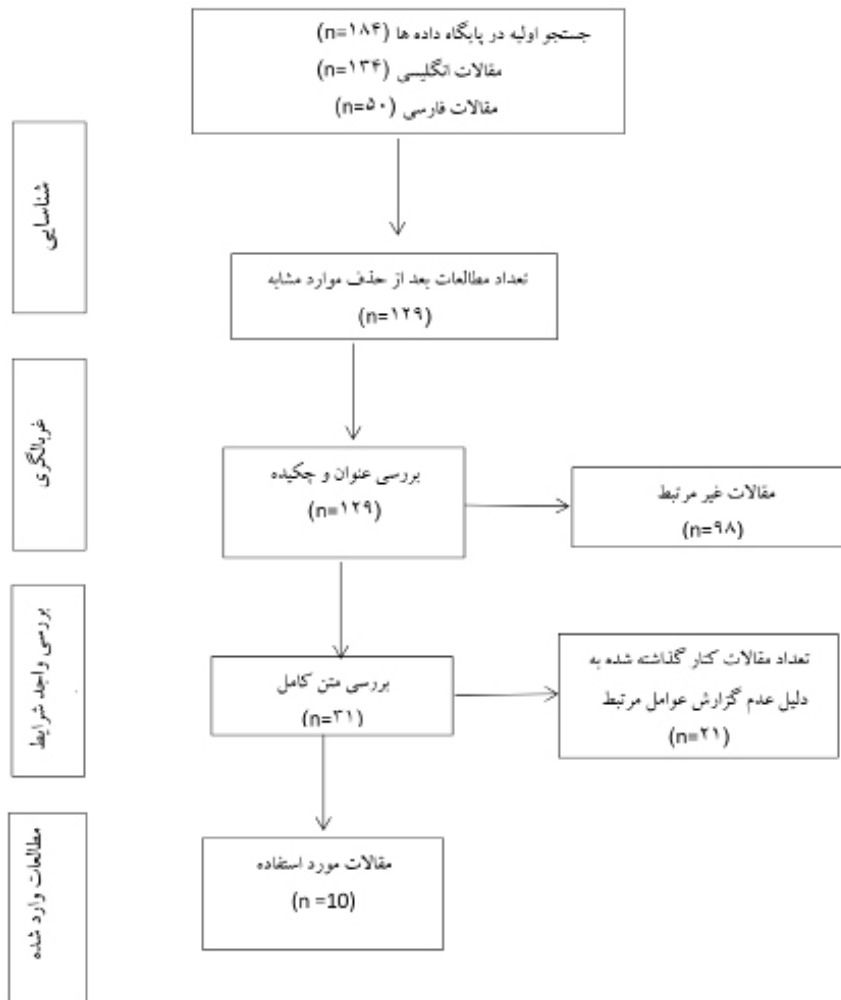 جستجو اولیه در پایگاه داده ها (n=۱۸۴)
مقالات انگلیسی (n=۱۳۴)
مقالات فارسی (n=۵۰)
شناسایی
تعداد مطالعات بعد از حذف موارد مشابه
(n=۱۲۹)
غربالگری
بررسی عنوان و چکیده
(n=۱۲۹)
مقالات غیر مرتبط
(n=۹۸)
بررسی واجد شرایط
بررسی متن کامل
(n=۳۱)
تعداد مقالات کنار گذاشته شده به
دلیل عدم گزارش عوامل مرتبط
(n=۲۱)
مطالعات وارد شده
مقالات مورد استفاده
(n =10)